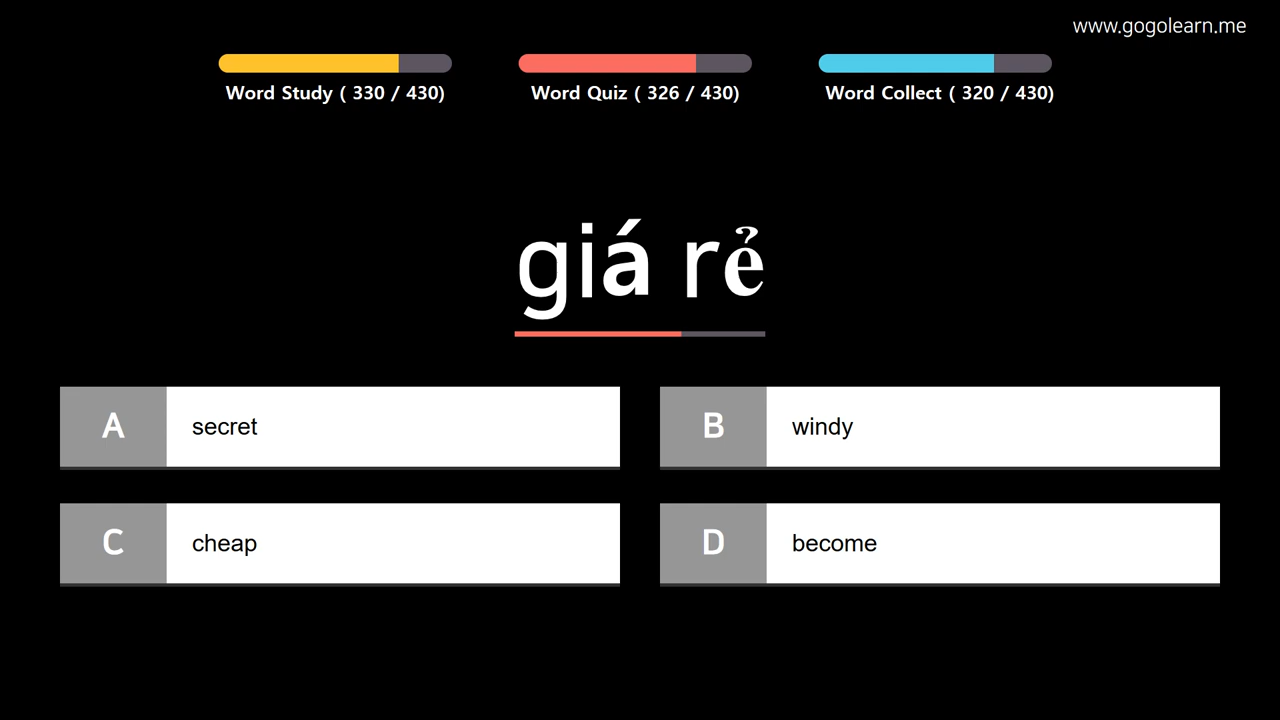 www.gogolearn.me
Word Study ( 330 / 430)
Word Quiz ( 326 / 430)
Word Collect ( 320 / 430)
giá rẻ
A secret
B windy
C cheap
D become